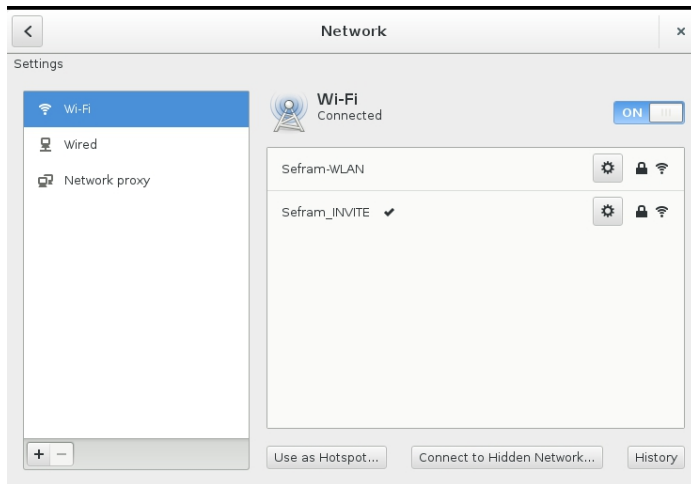 Network
Settings
Wi-Fi
Wired
Network proxy
Wi-Fi
Connected
ON
Sefram-WLAN
Sefram_INVITE
Use as Hotspot...
Connect to Hidden Network...
History